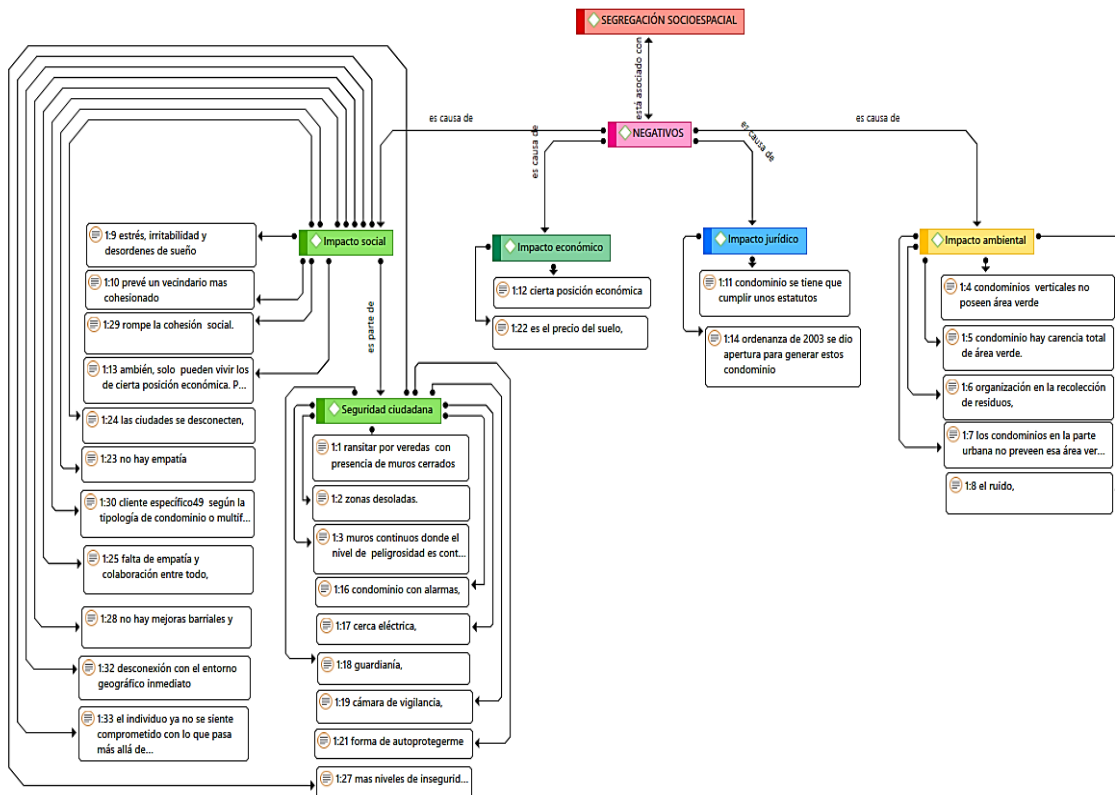 SEGREGACIÓN SOCIOESPACIAL
está asociado con
NEGATIVOS
es causa de
es causa de
es causa de
es causa de
Impacto social
1:9 estrés, irritabilidad y
desordenes de sueño
1:10 prevé un vecindario mas
cohesionado
1:29 rompe la cohesión social.
1:13 ambién, solo pueden vivir los
de cierta posición económica. P...
1:24 las ciudades se desconecten,
1:23 no hay empatía
1:30 cliente específico49 según la
tipología de condominio o multif...
1:25 falta de empatía y
colaboración entre todo,
1:28 no hay mejoras barriales y
1:32 desconexión con el entorno
geográfico inmediato
1:33 el individuo ya no se siente
comprometido con lo que pasa
más allá de...
es parte de
Seguridad ciudadana
1:1 ransitar por veredas con
presencia de muros cerrados
1:2 zonas desoladas.
1:3 muros continuos donde el
nivel de peligrosidad es cont...
1:16 condominio con alarmas,
1:17 cerca eléctrica,
1:18 guardianía,
1:19 cámara de vigilancia,
1:21 forma de autoprotegerme
1:27 mas niveles de insegurid...
Impacto económico
1:12 cierta posición económica
1:22 es el precio del suelo,
Impacto jurídico
1:11 condominio se tiene que
cumplir unos estatutos
1:14 ordenanza de 2003 se dio
apertura para generar estos
condominio
Impacto ambiental
1:4 condominios verticales no
poseen área verde
1:5 condominio hay carencia total
de área verde.
1:6 organización en la recolección
de residuos,
1:7 los condominios en la parte
urbana no preveen esa área ver...
1:8 el ruido,